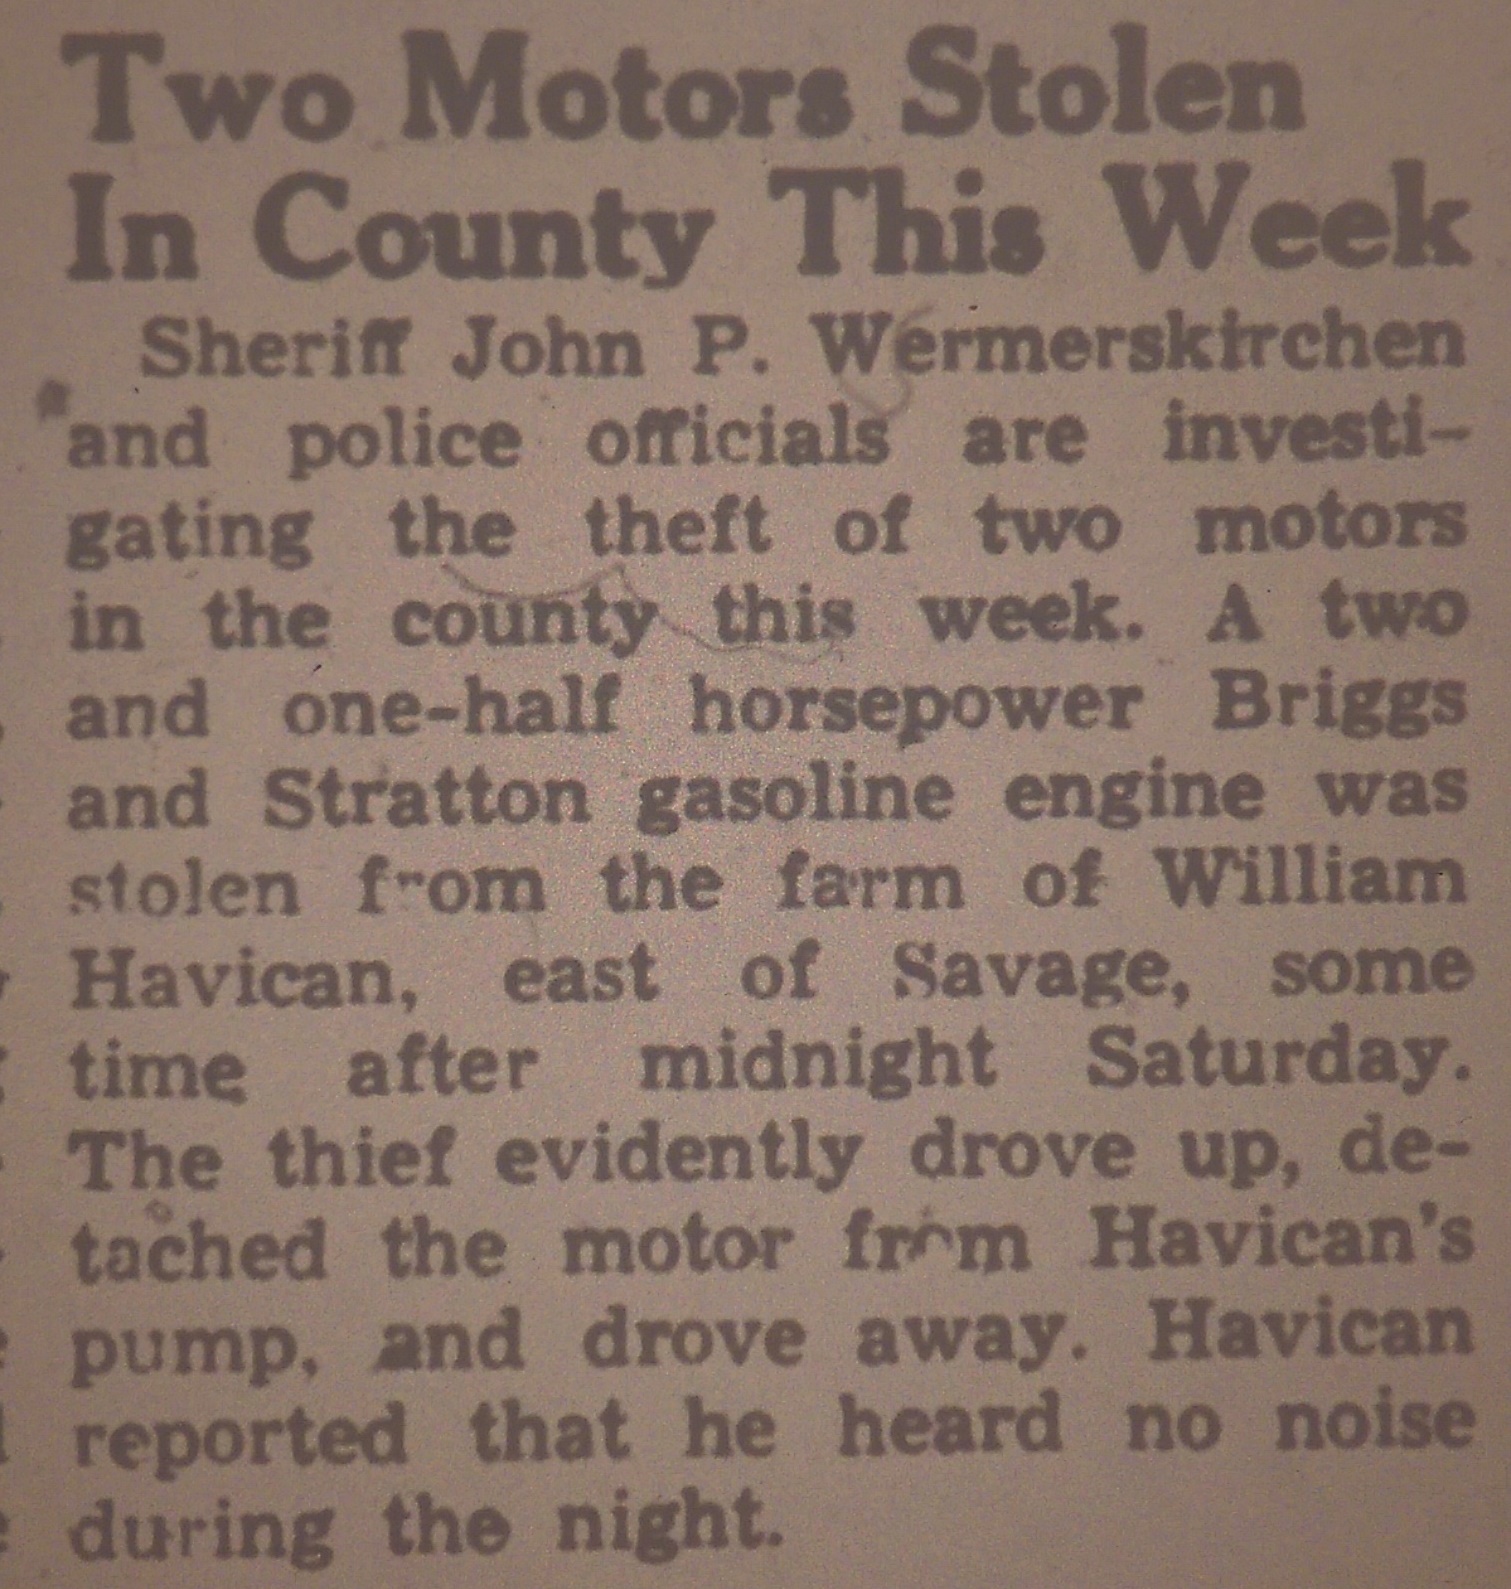 Two Motors Stolen
In County This Week
Sheriff John P. Wermerskirchen
and police officials are investi-
gating the theft of two motors
in the county this week. A two
and one-half horsepower Briggs
and Stratton gasoline engine was
stolen from the farm of William
Havican, east of Savage, some
time after midnight Saturday.
The thief evidently drove up, de-
tached the motor from Havican's
pump, and drove away. Havican
reported that he heard no noise
during the night.